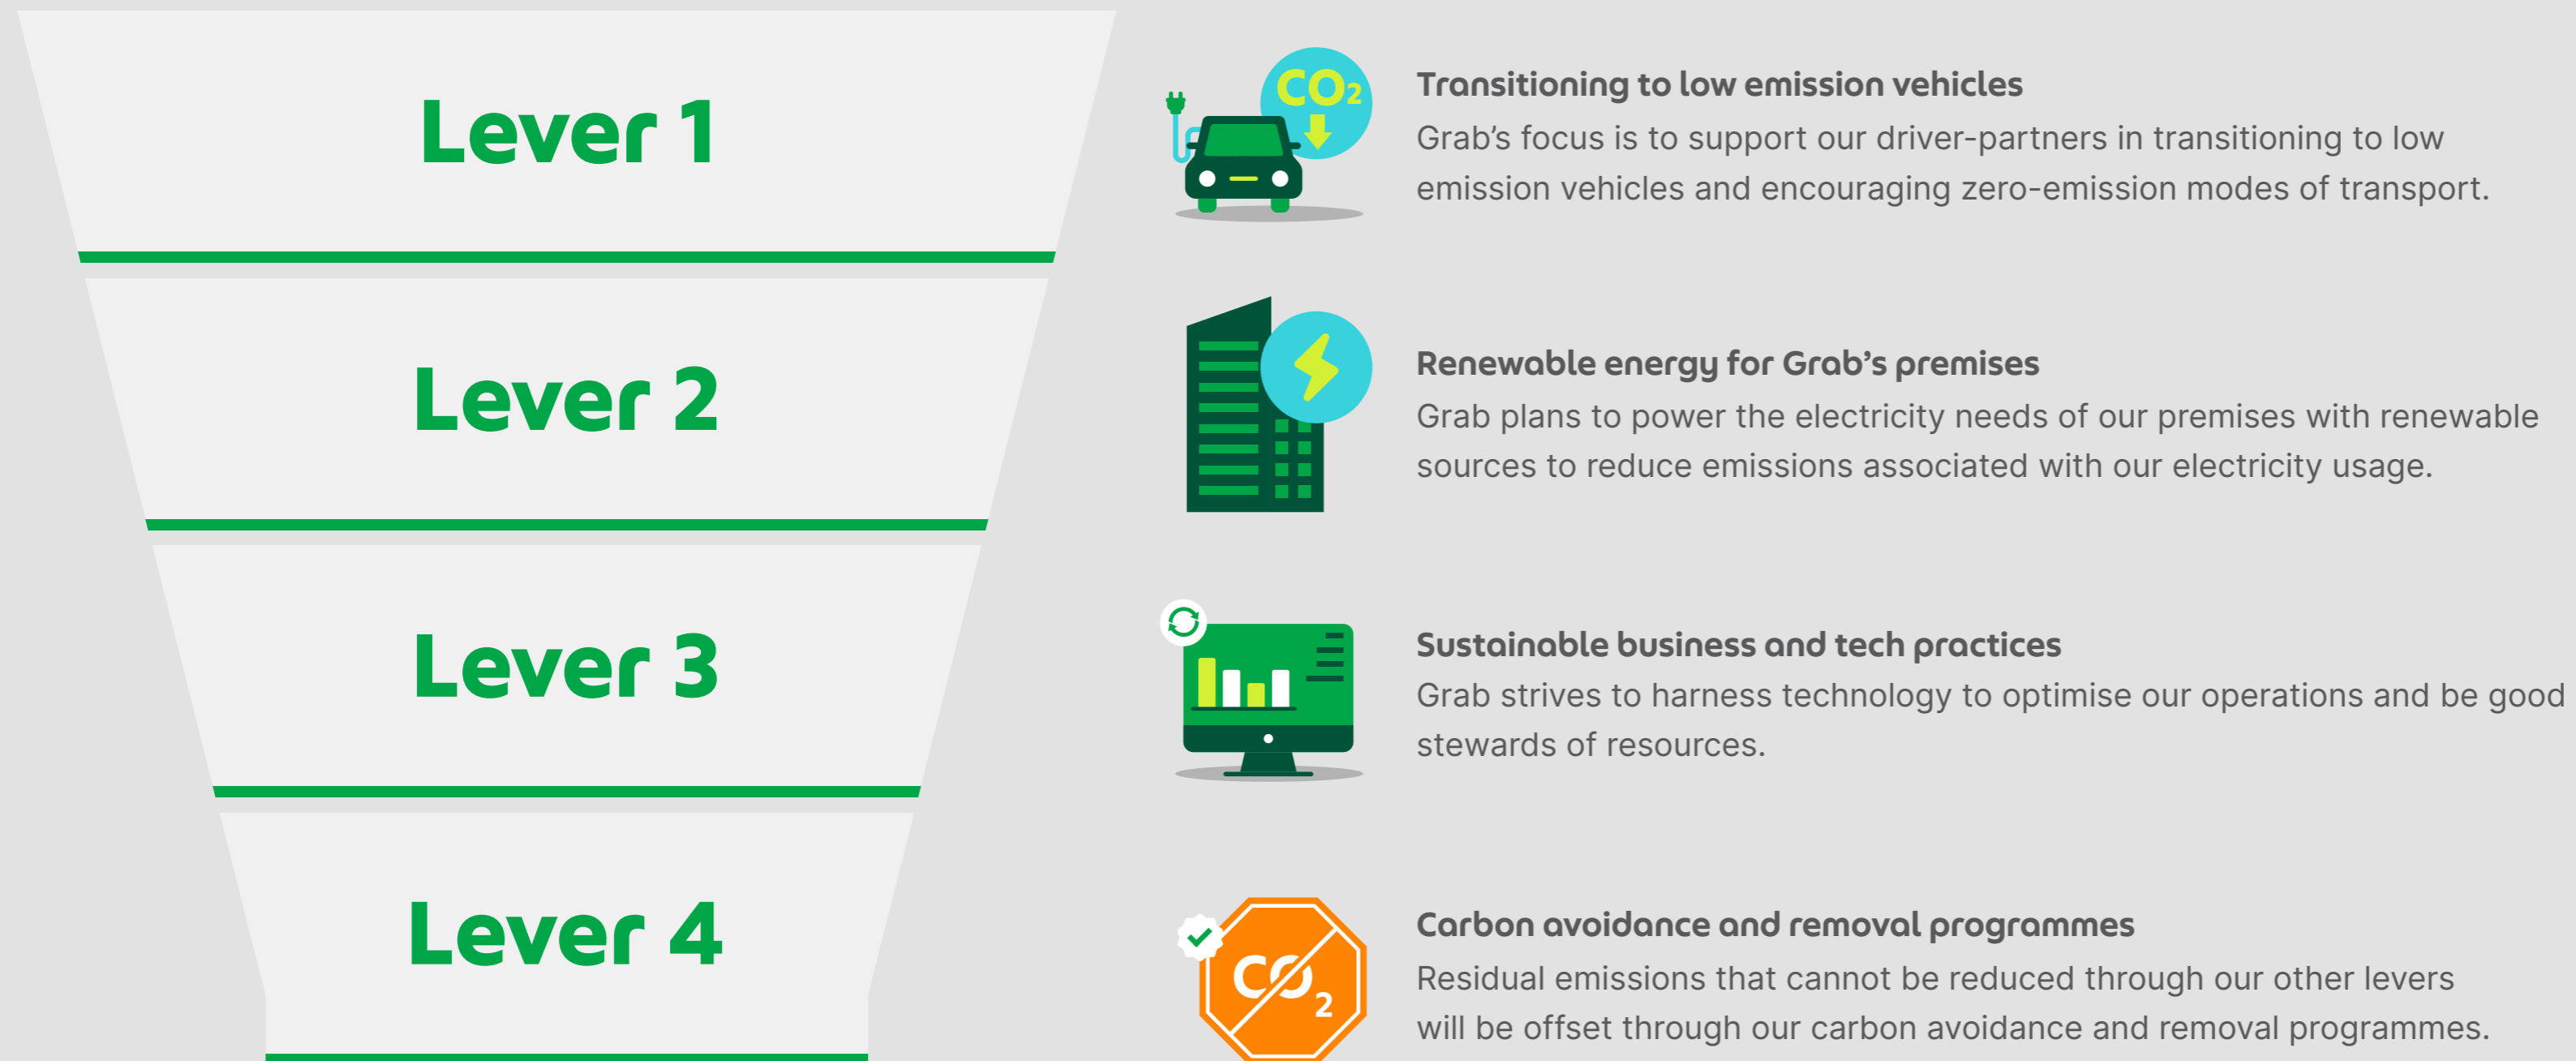 Lever 1
CO2
Transitioning to low emission vehicles
Grab’s focus is to support our driver-partners in transitioning to low
emission vehicles and encouraging zero-emission modes of transport.
Lever 2
Renewable energy for Grab’s premises
Grab plans to power the electricity needs of our premises with renewable
sources to reduce emissions associated with our electricity usage.
Lever 3
Sustainable business and tech practices
Grab strives to harness technology to optimise our operations and be good
stewards of resources.
Lever 4
CO2
Carbon avoidance and removal programmes
Residual emissions that cannot be reduced through our other levers
will be offset through our carbon avoidance and removal programmes.